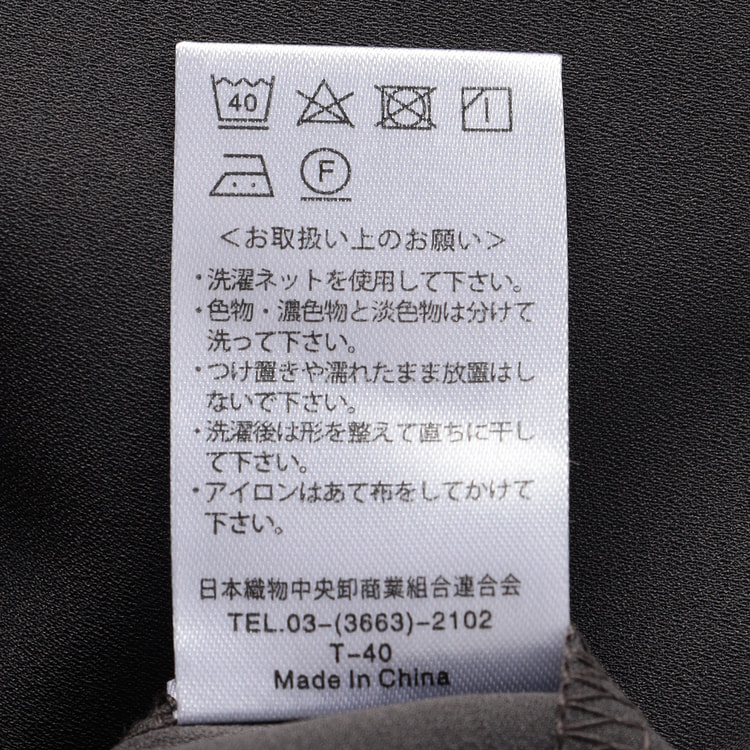 40
F
＜お取扱い上のお願い＞
・洗濯ネットを使用して下さい。
・色物・濃色物と淡色物は分けて
洗って下さい。
・つけ置きや濡れたまま放置はし
ないで下さい。
・洗濯後は形を整えて直ちに干し
て下さい。
・アイロンはあて布をしてかけて
下さい。
日本織物中央卸商業組合連合会
TEL.03-(3663)-2102
T-40
Made In China